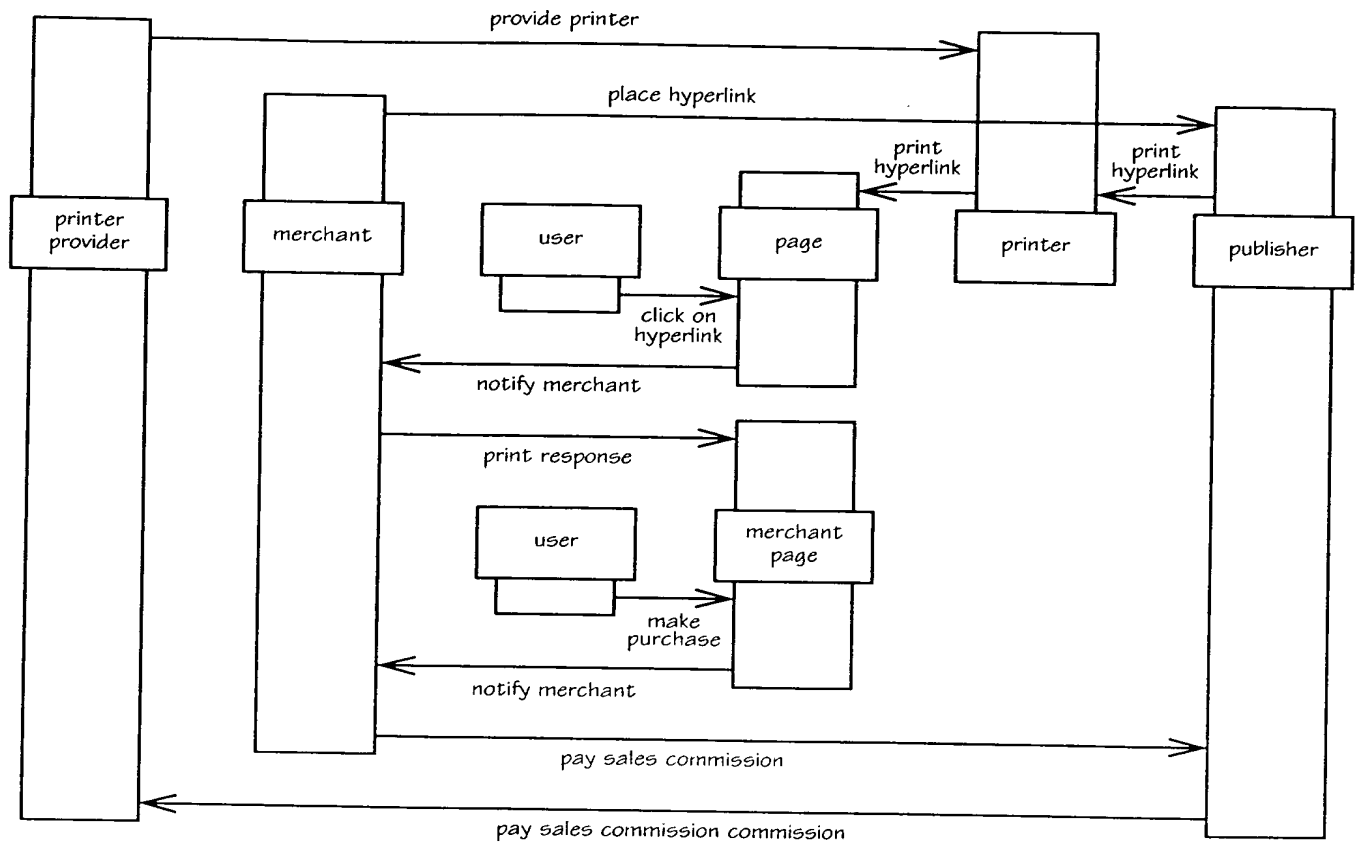 provide printer
place hyperlink
print
hyperlink
print
hyperlink
printer
provider
merchant
user
page
printer
publisher
click on
hyperlink
notify merchant
print response
user
merchant
page
make
purchase
notify merchant
pay sales commission
pay sales commission commission